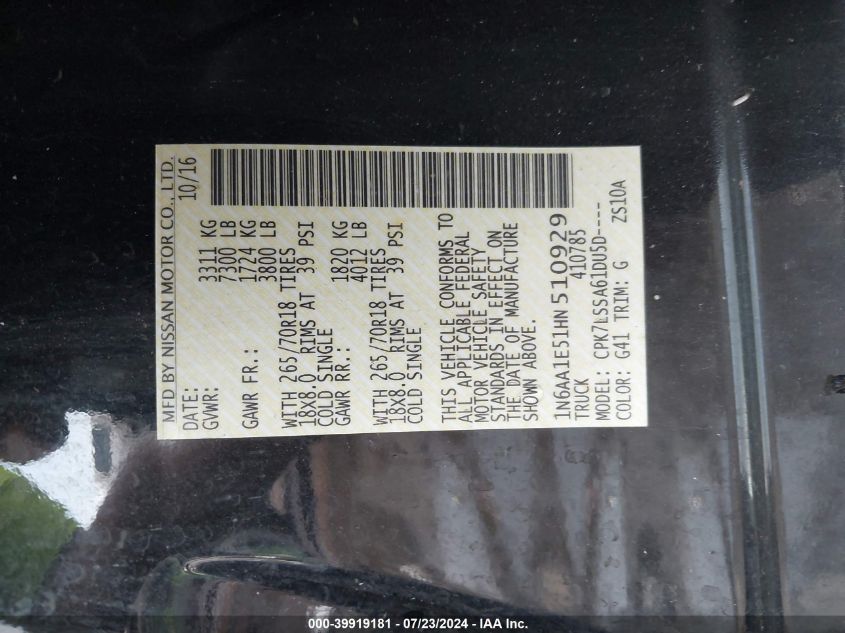 MFD BY NISSAN MOTOR CO., LTD.
DATE: 10/16
GVWR: 3311 KG
7300 LB
GAWR FR.: 1724 KG
3800 LB
WITH 265/70R18 TIRES
18X8.0 RIMS AT 39 PSI
COLD SINGLE
GAWR RR.: 1820 KG
4012 LB
WITH 265/70R18 TIRES
18X8.0 RIMS AT 39 PSI
COLD SINGLE
THIS VEHICLE CONFORMS TO
ALL APPLICABLE FEDERAL
MOTOR VEHICLE SAFETY
STANDARDS IN EFFECT ON
THE DATE OF MANUFACTURE
SHOWN ABOVE.
1N6AA1E51HN510929
TRUCK 410785
MODEL: CPK7LSSA61DU5D----
COLOR: G41 TRIM: G ZS10A
000-39919181 - 07/23/2024 - IAA Inc.